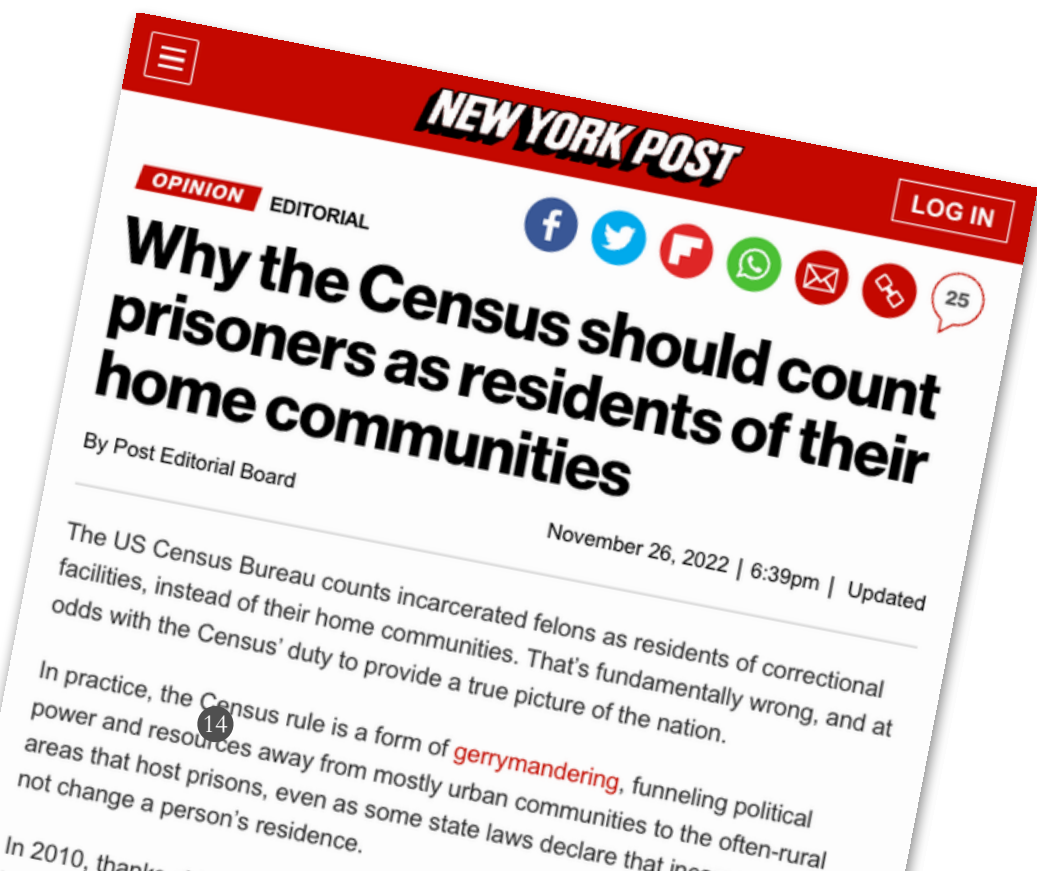 NEW YORK POST
LOG IN
OPINION EDITORIAL
25
Why the Census should count
prisoners as residents of their
home communities
By Post Editorial Board
November 26, 2022 | 6:39pm | Updated
The US Census Bureau counts incarcerated felons as residents of correctional
facilities, instead of their home communities. That's fundamentally wrong, and at
odds with the Census' duty to provide a true picture of the nation.
In practice, the Census rule is a form of gerrymandering, funneling political
power and resources away from mostly urban communities to the often-rural
areas that host prisons, even as some state laws declare that
not change a person's residence.
14
In 2010,